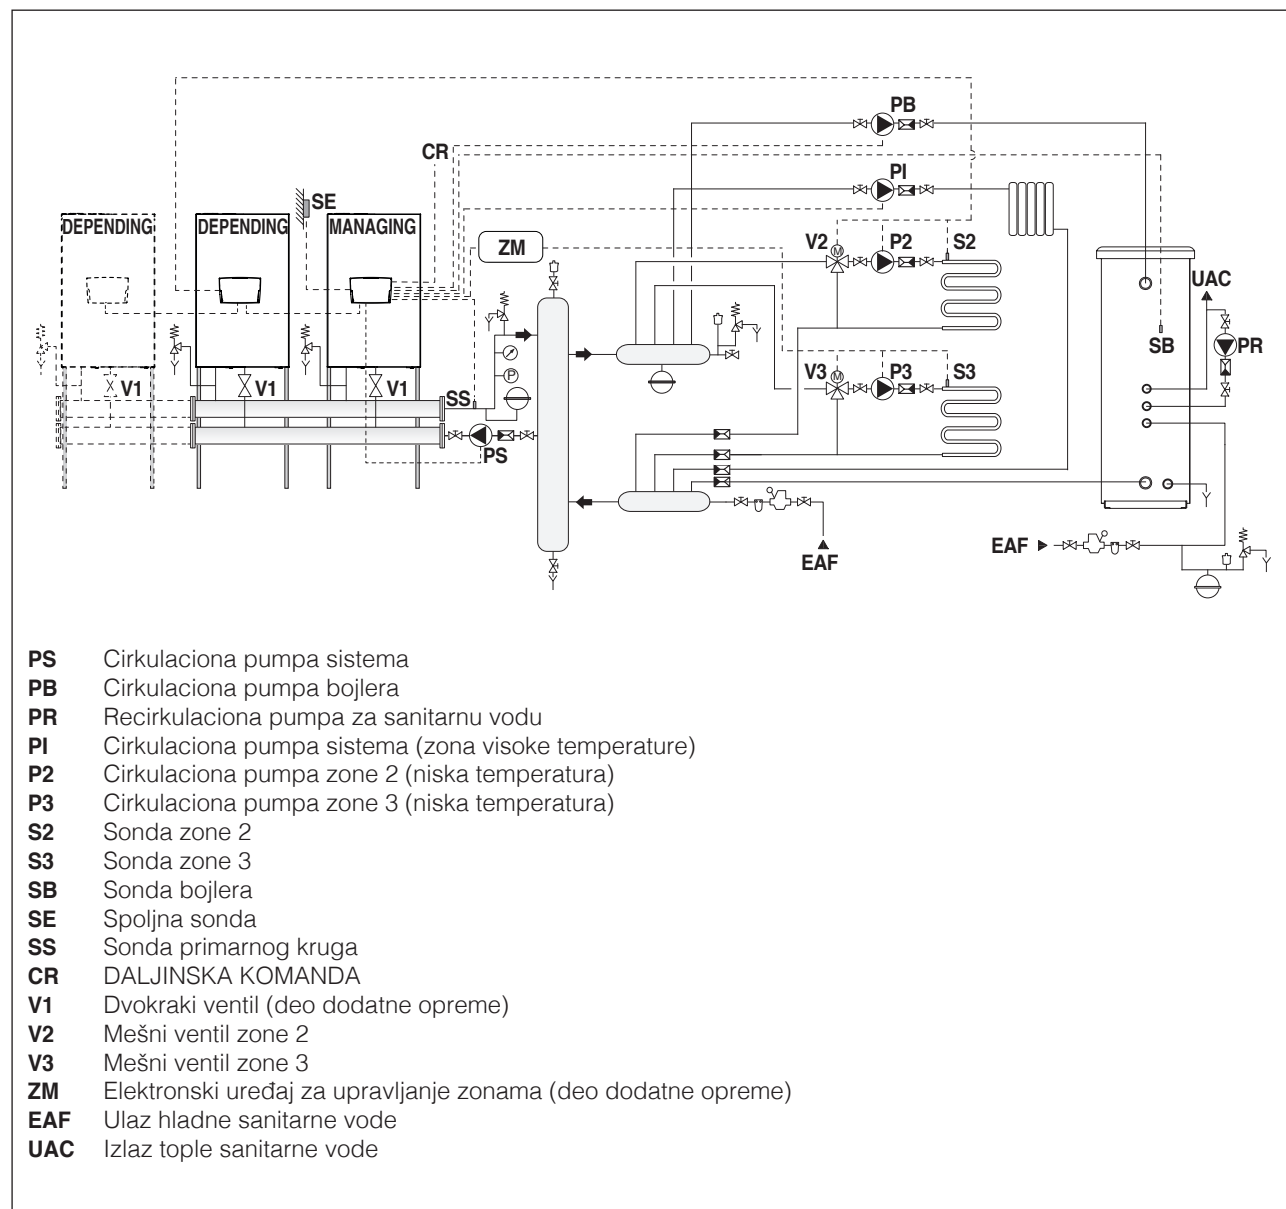 PB
CR
PI
SE
DEPENDING
DEPENDING
MANAGING
ZM
V2
P2
S2
UAC
SB
PR
V3
P3
S3
V1
V1
V1
SS
P
M
M
PS
EAF
EAF
PS Cirkulaciona pumpa sistema
PB Cirkulaciona pumpa bojlera
PR Recirkulaciona pumpa za sanitarnu vodu
PI Cirkulaciona pumpa sistema (zona visoke temperature)
P2 Cirkulaciona pumpa zone 2 (niska temperatura)
P3 Cirkulaciona pumpa zone 3 (niska temperatura)
S2 Sonda zone 2
S3 Sonda zone 3
SB Sonda bojlera
SE Spoljna sonda
SS Sonda primarnog kruga
CR DALJINSKA KOMANDA
V1 Dvokraki ventil (deo dodatne opreme)
V2 Mešni ventil zone 2
V3 Mešni ventil zone 3
ZM Elektronski uređaj za upravljanje zonama (deo dodatne opreme)
EAF Ulaz hladne sanitarne vode
UAC Izlaz tople sanitarne vode